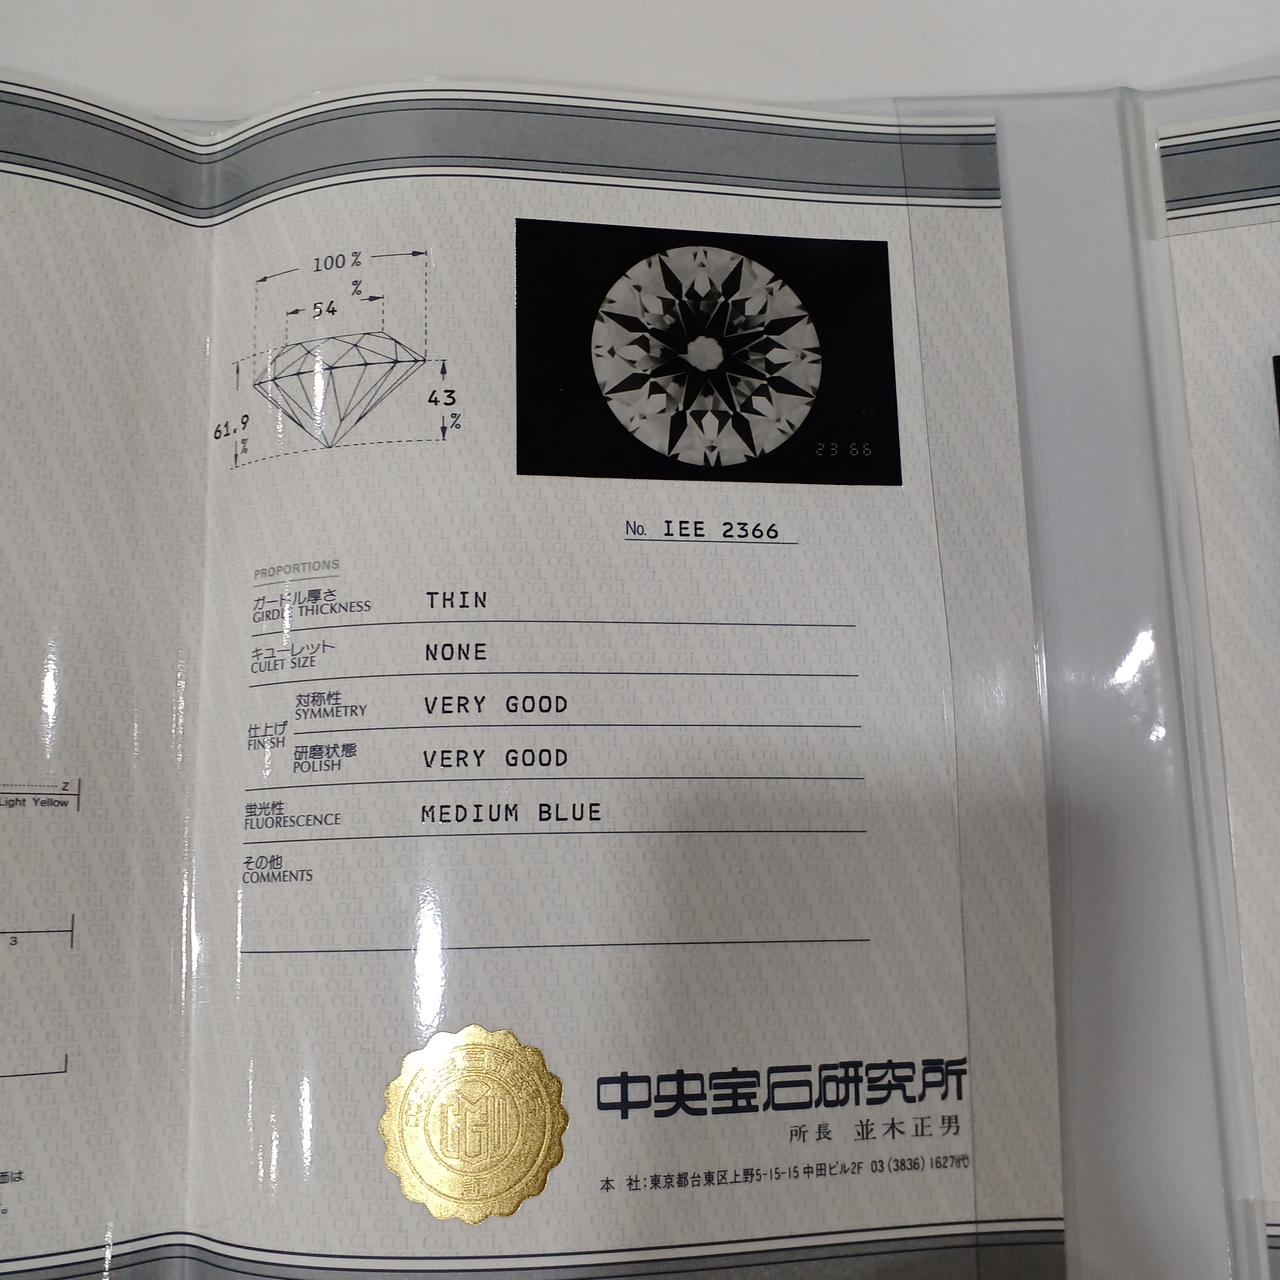 100%
%
54
61.9
%
43
%
23 66
No. IEE 2366
PROPORTIONS
ガードル厚さ
GIRDLE THICKNESS THIN
キューレット
CULET SIZE NONE
仕上げ
FINISH
対称性
SYMMETRY VERY GOOD
研磨状態
POLISH VERY GOOD
蛍光性
FLUORESCENCE MEDIUM BLUE
その他
COMMENTS
Z
Light Yellow
3
面は
。
中央宝石研究所
所長 並木正男
本 社:東京都台東区上野5-15-15 中田ビル2F 03(3836)1627㈹